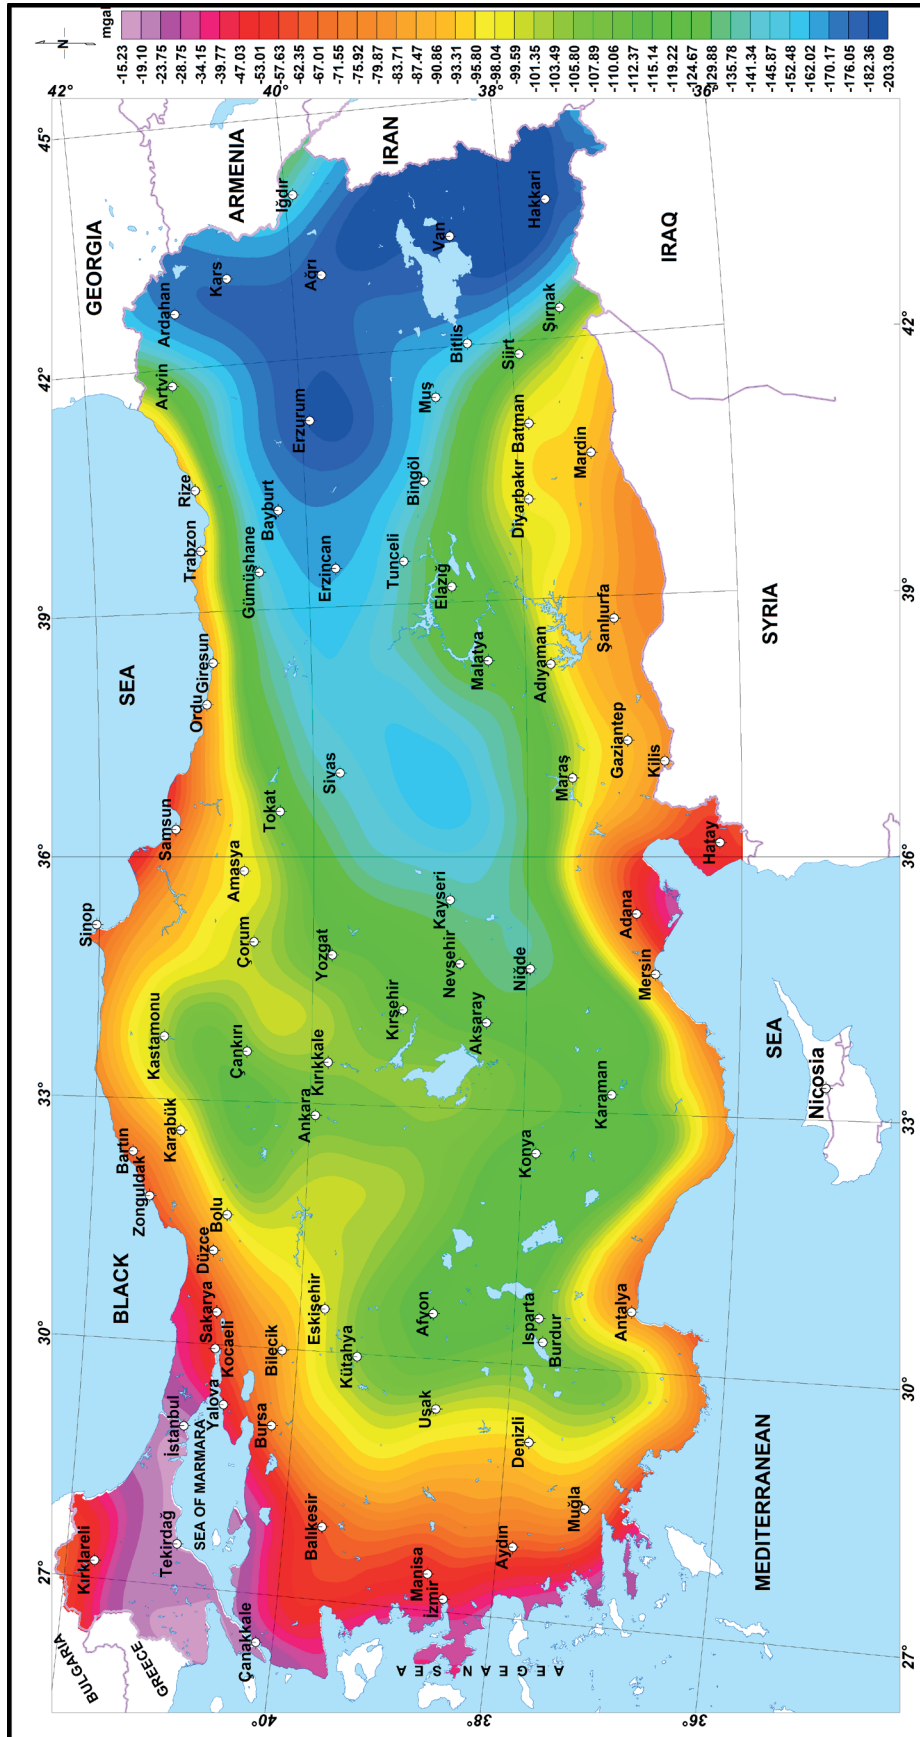 mgal
-15.23
-19.10
-23.75
-28.75
-34.15
-39.77
-47.03
-53.01
-57.63
-62.35
-67.01
-71.55
-75.92
-79.87
-83.71
-87.47
-90.86
-93.31
-95.80
-98.04
-99.59
-101.35
-103.49
-105.80
-107.89
-110.06
-112.37
-115.14
-119.22
-124.67
-129.88
-135.78
-141.34
-145.87
-152.48
-162.02
-170.17
-176.05
-182.36
-203.09
N
42°
40°
38°
36°
45°
42°
42°
39°
39°
36°
36°
33°
33°
30°
30°
27°
27°
40°
38°
36°
GEORGIA
ARMENIA
IRAN
IRAQ
SYRIA
BULGARIA
GREECE
BLACK
SEA
SEA OF MARMARA
AEGEAN SEA
MEDITERRANEAN
SEA
Nicosia
Kırklareli
Tekirdağ
İstanbul
Çanakkale
Yalova
Kocaeli
Sakarya
Düzce
Bolu
Zonguldak
Bartın
Karabük
Kastamonu
Sinop
Samsun
Ordu
Giresun
Trabzon
Rize
Artvin
Ardahan
Kars
Iğdır
Ağrı
Erzurum
Bayburt
Gümüşhane
Erzincan
Tunceli
Bingöl
Muş
Bitlis
Van
Hakkari
Şırnak
Siirt
Batman
Diyarbakır
Mardin
Elazığ
Malatya
Adıyaman
Şanlıurfa
Gaziantep
Kilis
Maraş
Hatay
Adana
Mersin
Sivas
Tokat
Amasya
Çorum
Yozgat
Kayseri
Nevşehir
Niğde
Kırşehir
Aksaray
Çankırı
Kırıkkale
Ankara
Konya
Karaman
Eskişehir
Bilecik
Bursa
Kütahya
Afyon
Isparta
Burdur
Antalya
Uşak
Denizli
Balıkesir
Manisa
İzmir
Aydın
Muğla